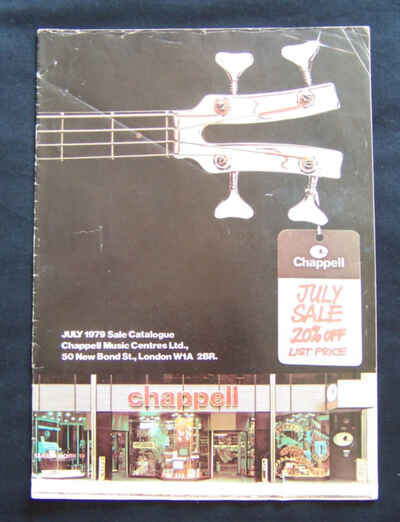 Chappell
JULY
SALE
20% OFF
LIST PRICE
JULY 1979 Sale Catalogue
Chappell Music Centres Ltd.,
50 New Bond St., London W1A 2BR.
chappell